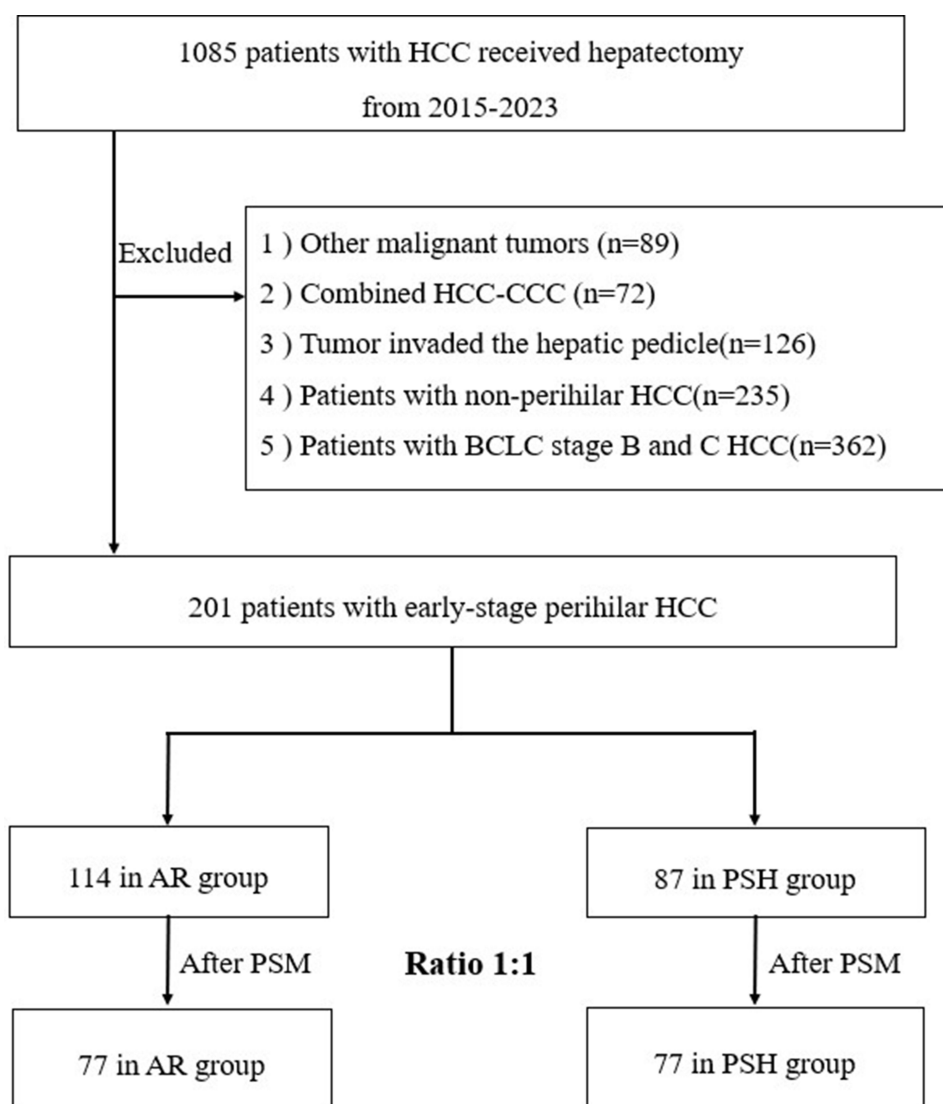 1085 patients with HCC received hepatectomy
from 2015-2023
Excluded
1 ) Other malignant tumors (n=89)
2 ) Combined HCC-CCC (n=72)
3 ) Tumor invaded the hepatic pedicle(n=126)
4 ) Patients with non-perihilar HCC(n=235)
5 ) Patients with BCLC stage B and C HCC(n=362)
201 patients with early-stage perihilar HCC
114 in AR group
87 in PSH group
After PSM
Ratio 1:1
After PSM
77 in AR group
77 in PSH group